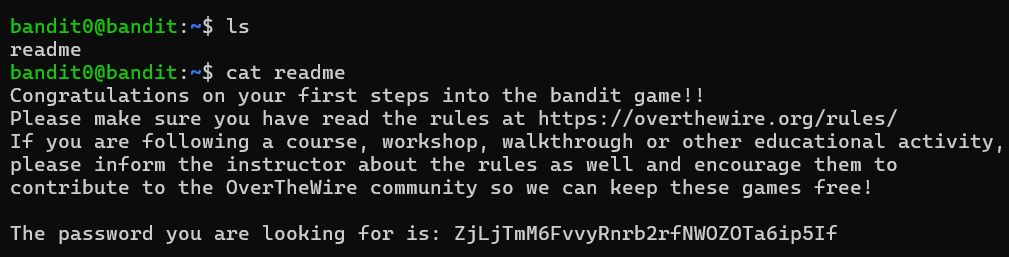 bandit0@bandit:~$ ls
readme
bandit0@bandit:~$ cat readme
Congratulations on your first steps into the bandit game!!
Please make sure you have read the rules at https://overthewire.org/rules/
If you are following a course, workshop, walkthrough or other educational activity,
please inform the instructor about the rules as well and encourage them to
contribute to the OverTheWire community so we can keep these games free!

The password you are looking for is: ZjLjTmM6FvvyRnrb2rfNWOZOTa6ip5If